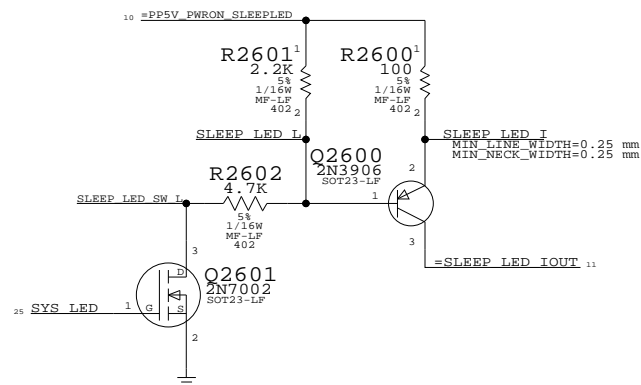 10 =PP5V_PWRON_SLEEPLED
R2601 1
2.2K
5%
1/16W
MF-LF
402
2
R2600 1
100
5%
1/16W
MF-LF
402
2
SLEEP_LED_L
SLEEP_LED_I
MIN_LINE_WIDTH=0.25 mm
MIN_NECK_WIDTH=0.25 mm
Q2600
2N3906
SOT23-LF
2
1
3
R2602
4.7K
5%
1/16W
MF-LF
402
SLEEP_LED_SW_L
=SLEEP_LED_IOUT 11
3
Q2601
2N7002
SOT23-LF
D
G
S
25 SYS_LED 1
2